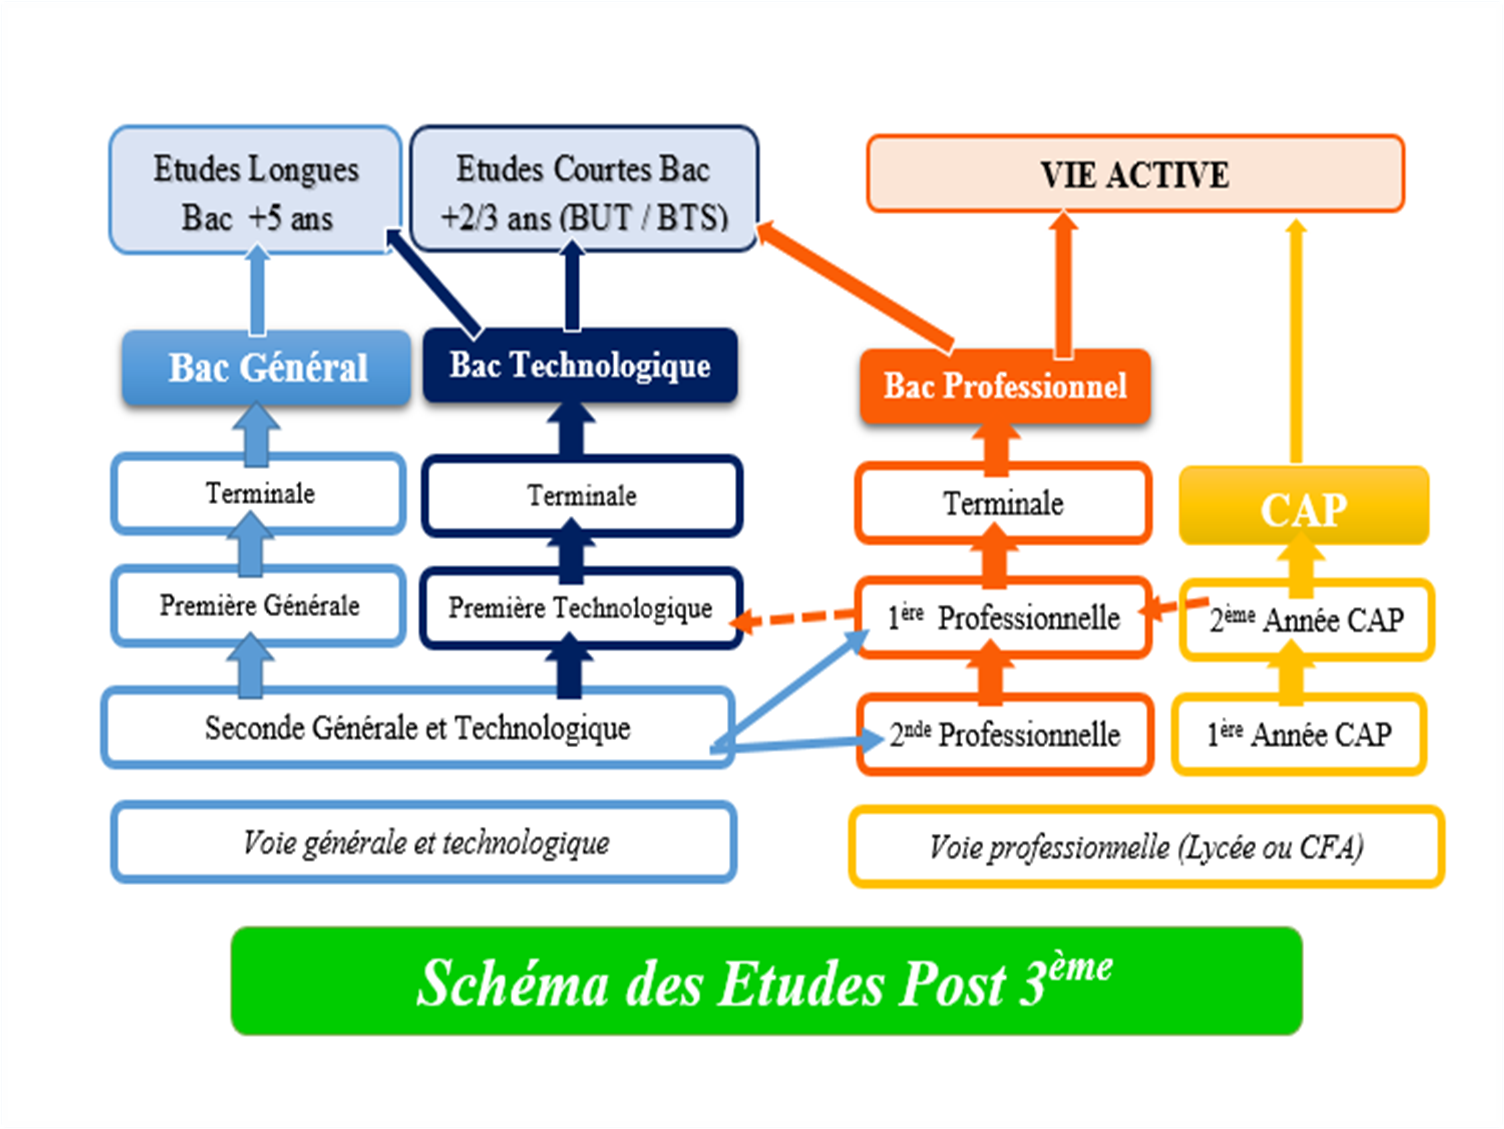 Etudes Longues
Bac +5 ans
Etudes Courtes Bac
+2/3 ans (BUT / BTS)
VIE ACTIVE
Bac Général
Bac Technologique
Bac Professionnel
Terminale
Terminale
Terminale
CAP
Première Générale
Première Technologique
1ère Professionnelle
2ème Année CAP
Seconde Générale et Technologique
2nde Professionnelle
1ère Année CAP
Voie générale et technologique
Voie professionnelle (Lycée ou CFA)
Schéma des Etudes Post 3ème